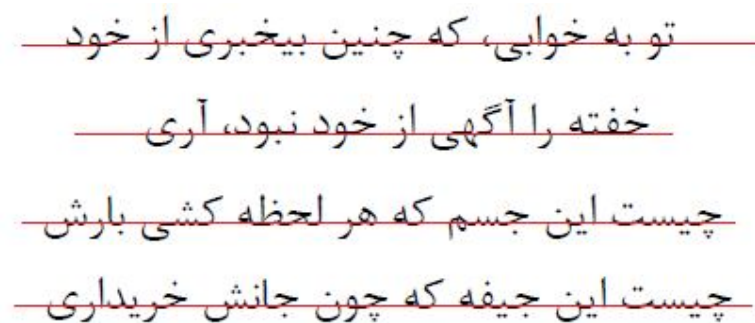 تو به خوابی، که چنین بیخبری از خود
خفته را آگهی از خود نبود، آری
چیست این جسم که هر لحظه کشی بارش
چیست این جیفه که چون جانش خریداری